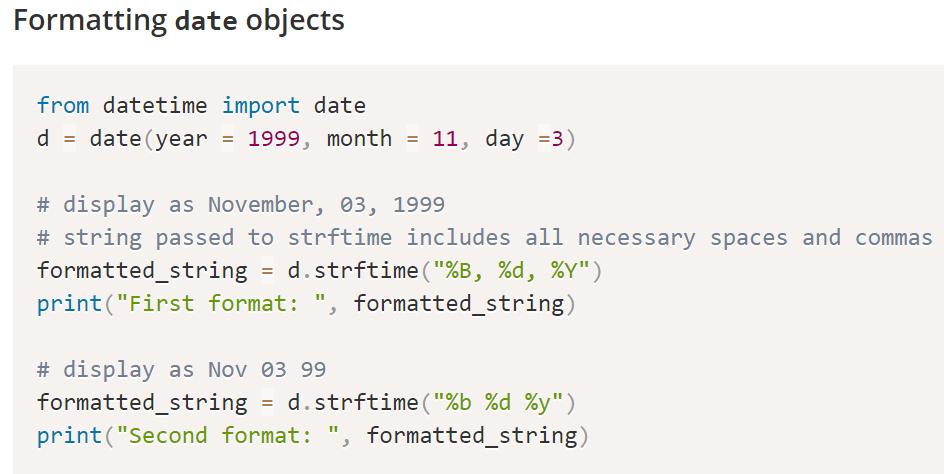 Formatting date objects
from datetime import date
d = date(year = 1999, month = 11, day =3)
# display as November, 03, 1999
# string passed to strftime includes all necessary spaces and commas
formatted_string = d.strftime("%B, %d, %Y")
print("First format: ", formatted_string)
# display as Nov 03 99
formatted_string = d.strftime("%b %d %y")
print("Second format: ", formatted_string)